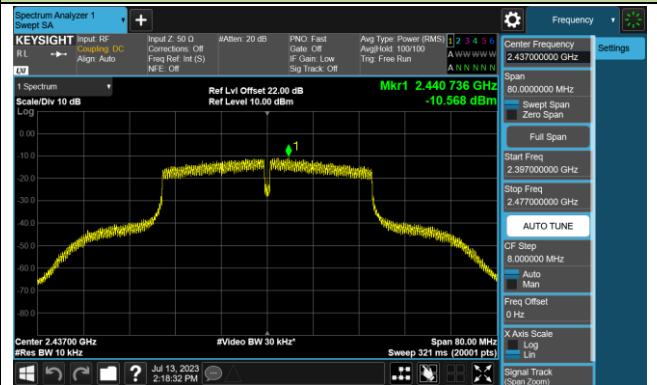 Spectrum Analyzer 1
Swept SA
Frequency
KEYSIGHT
RL
LXI
Input: RF
Coupling: DC
Align: Auto
Input Z: 50 Ω
Corrections: Off
Freq Ref: Int (S)
NFE: Off
#Atten: 20 dB
PNO: Fast
Gate: Off
IF Gain: Low
Sig Track: Off
Avg Type: Power (RMS)
Avg|Hold: 100/100
Trig: Free Run
1 2 3 4 5 6
A W W W W W
A N N N N N
1 Spectrum
Scale/Div 10 dB
Log
Ref Lvl Offset 22.00 dB
Ref Level 10.00 dBm
Mkr1 2.440 736 GHz
-10.568 dBm
1
0.00
-10.0
-20.0
-30.0
-40.0
-50.0
-60.0
-70.0
-80.0
Center 2.43700 GHz
#Res BW 10 kHz
#Video BW 30 kHz*
Span 80.00 MHz
Sweep 321 ms (20001 pts)
Jul 13, 2023
2:18:32 PM
Center Frequency
2.437000000 GHz
Settings
Span
80.0000000 MHz
Swept Span
Zero Span
Full Span
Start Freq
2.397000000 GHz
Stop Freq
2.477000000 GHz
AUTO TUNE
CF Step
8.000000 MHz
Auto
Man
Freq Offset
0 Hz
X Axis Scale
Log
Lin
Signal Track
(Span Zoom)